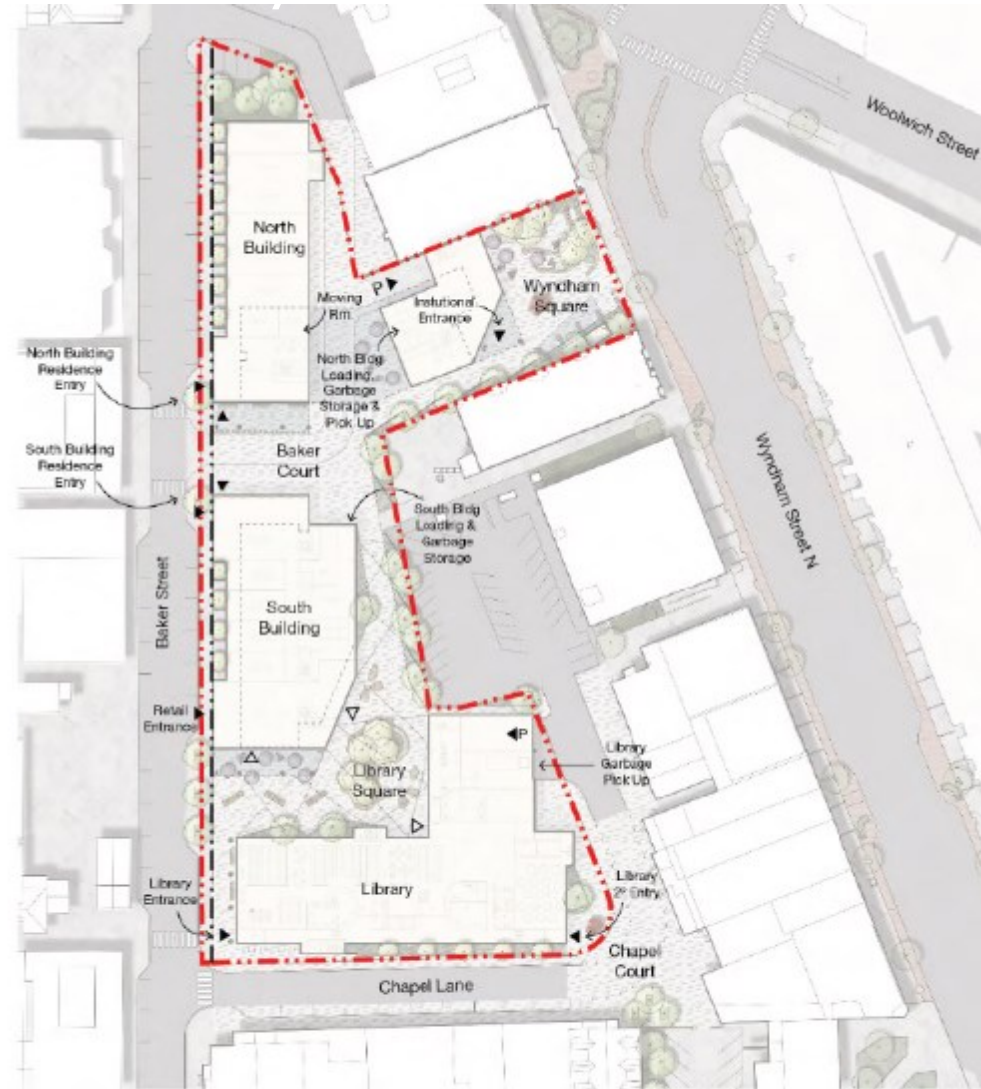 Woolwich Street
North
Building
Wyndham
Square
Moving
Rm.
Institutional
Entrance
P
North Bldg
Loading,
Garbage
Storage &
Pick Up
North Building
Residence
Entry
South Building
Residence
Entry
Baker
Court
Wyndham Street N
South Bldg
Loading &
Garbage
Storage
Baker Street
South
Building
Retail
Entrance
P
Library
Garbage
Pick Up
Library
Square
Library
Entrance
Library
Library
2º Entry
Chapel
Court
Chapel Lane